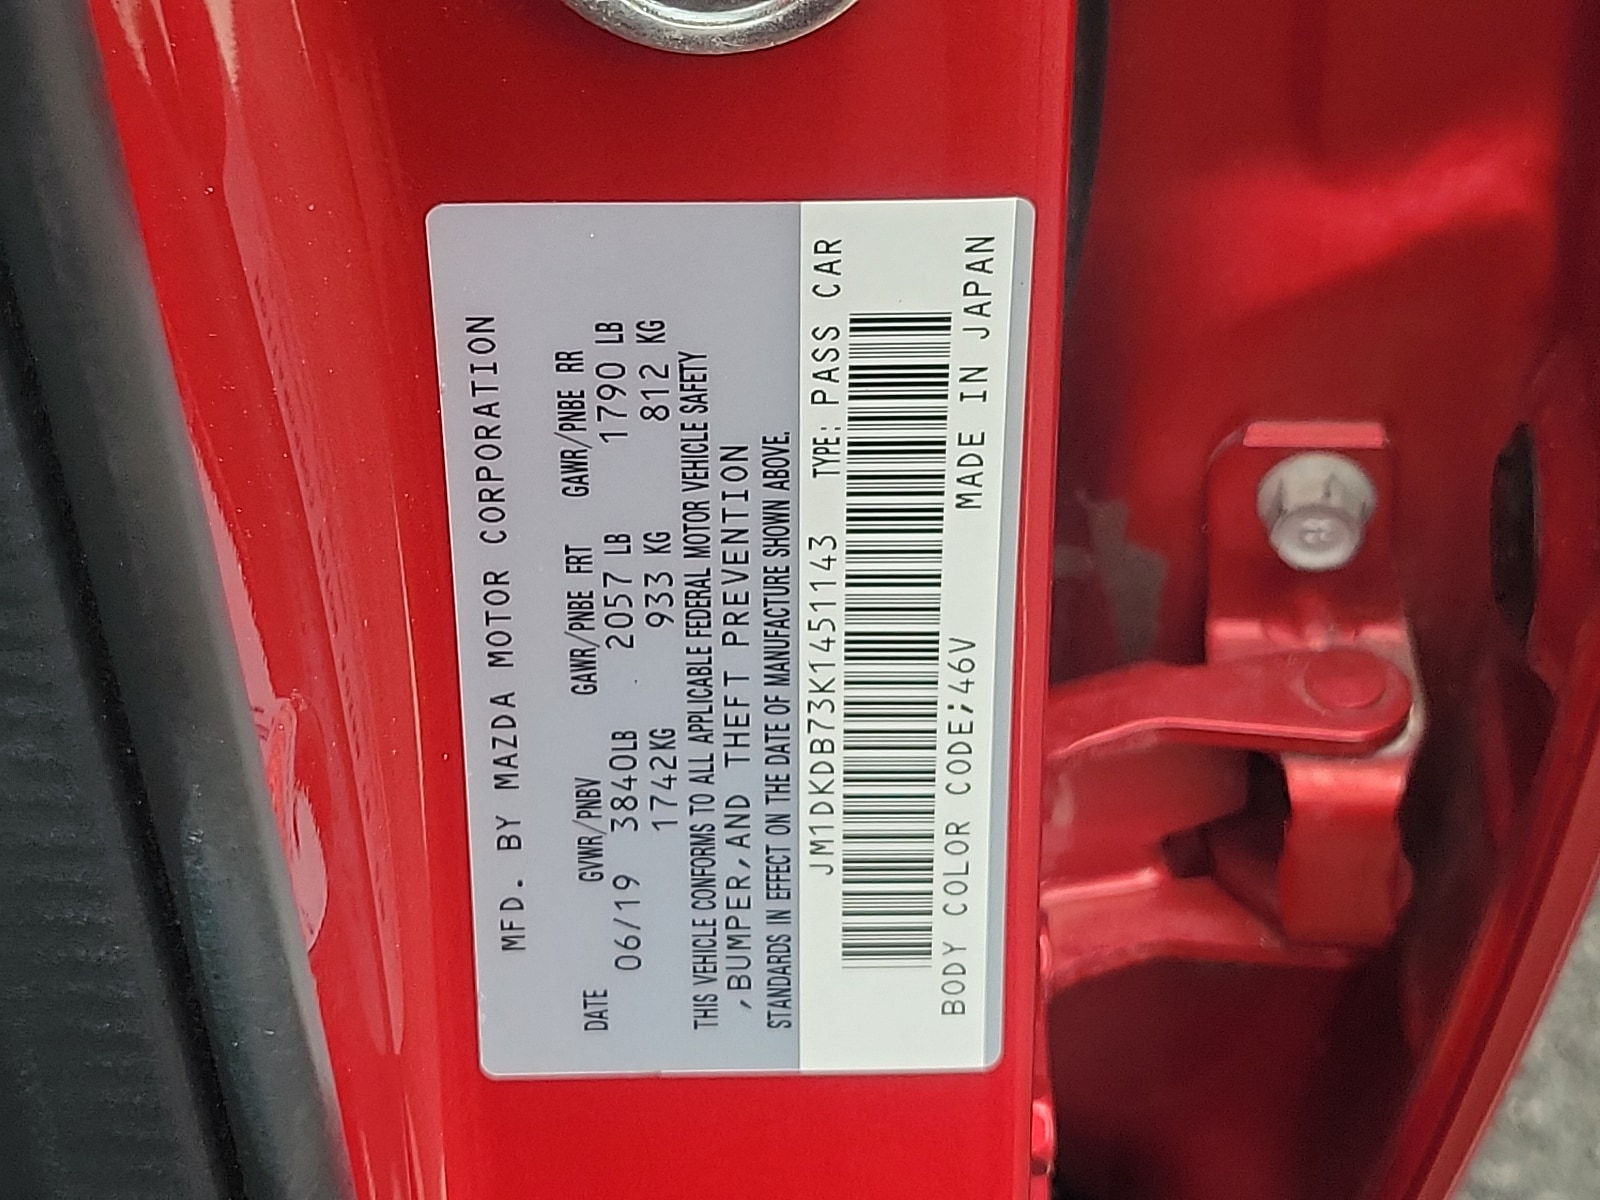 MFD. BY MAZDA MOTOR CORPORATION
DATE GVWR/PNBV GAWR/PNBE FRT GAWR/PNBE RR
06/19 3840LB 2057 LB 1790 LB
1742KG 933 KG 812 KG
THIS VEHICLE CONFORMS TO ALL APPLICABLE FEDERAL MOTOR VEHICLE SAFETY
,BUMPER,AND THEFT PREVENTION
STANDARDS IN EFFECT ON THE DATE OF MANUFACTURE SHOWN ABOVE.
JM1DKDB73K1451143 TYPE: PASS CAR
BODY COLOR CODE;46V MADE IN JAPAN